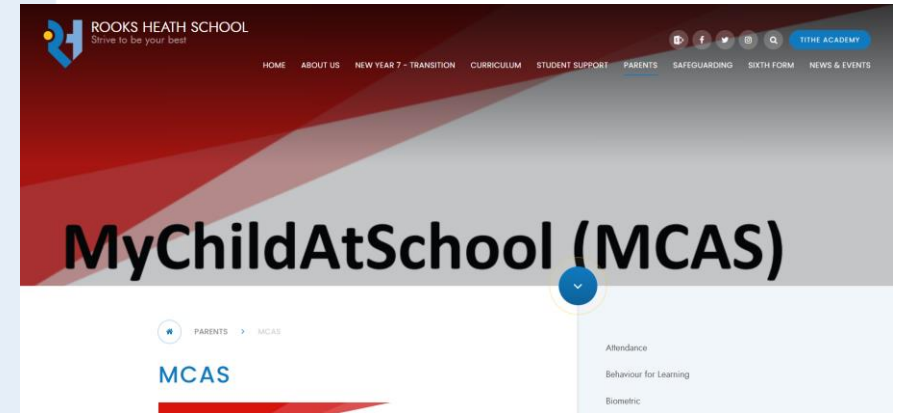 ROOKS HEATH SCHOOL
Strive to be your best
TITHE ACADEMY
HOME ABOUT US NEW YEAR 7 - TRANSITION CURRICULUM STUDENT SUPPORT PARENTS SAFEGUARDING SIXTH FORM NEWS & EVENTS
MyChildAtSchool (MCAS)
PARENTS > MCAS
MCAS
Attendance
Behaviour for Learning
Biometric